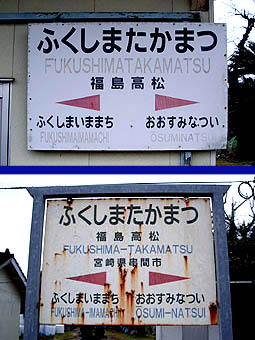 ふくしまたかまつ
FUKUSHIMATAKAMATSU
福島高松
ふくしまいままち おおすみなつい
FUKUSHIMAIMAMACHI OSUMINATSUI
ふくしまたかまつ
福島高松
FUKUSHIMA-TAKAMATSU
宮崎県串間市
ふくしまいままち おおすみなつい
FUKUSHIMA-IMAMACHI OSUMI-NATSUI